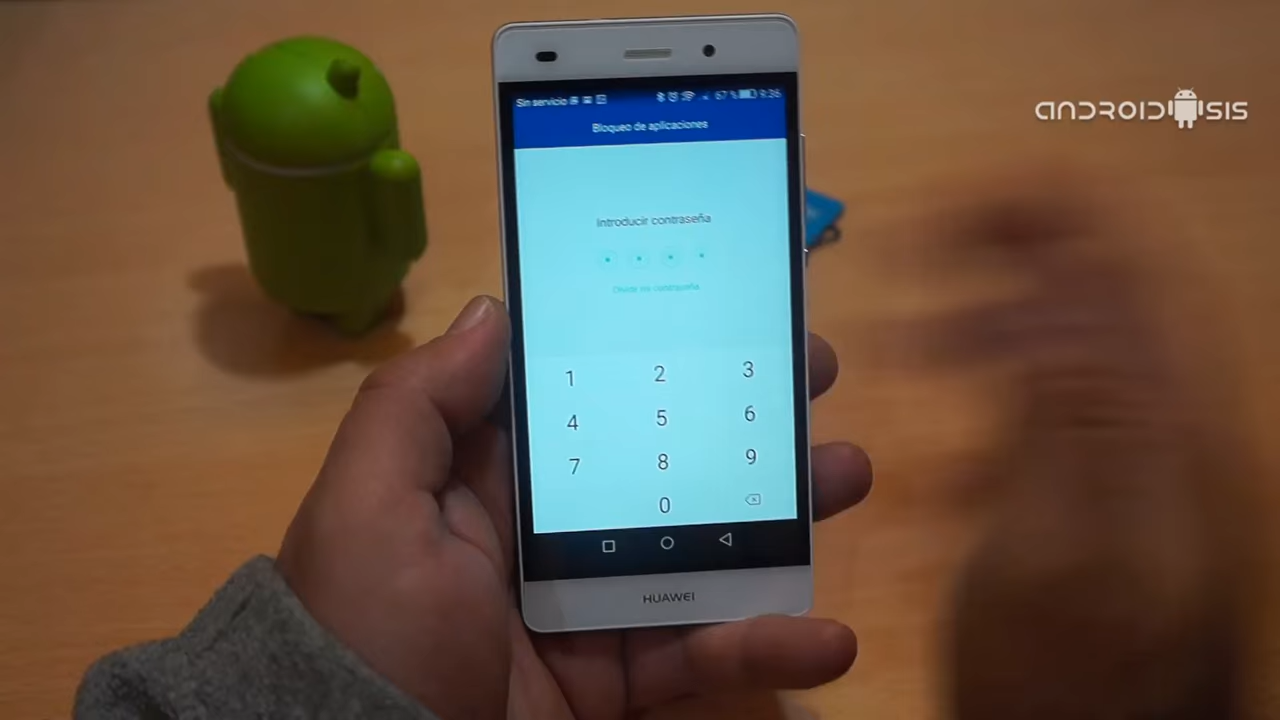 Sin servicio 67 % 9:36
ANDROIDSIS
Bloqueo de aplicaciones
Introducir contraseña
1 2 3
4 5 6
7 8 9
0
HUAWEI